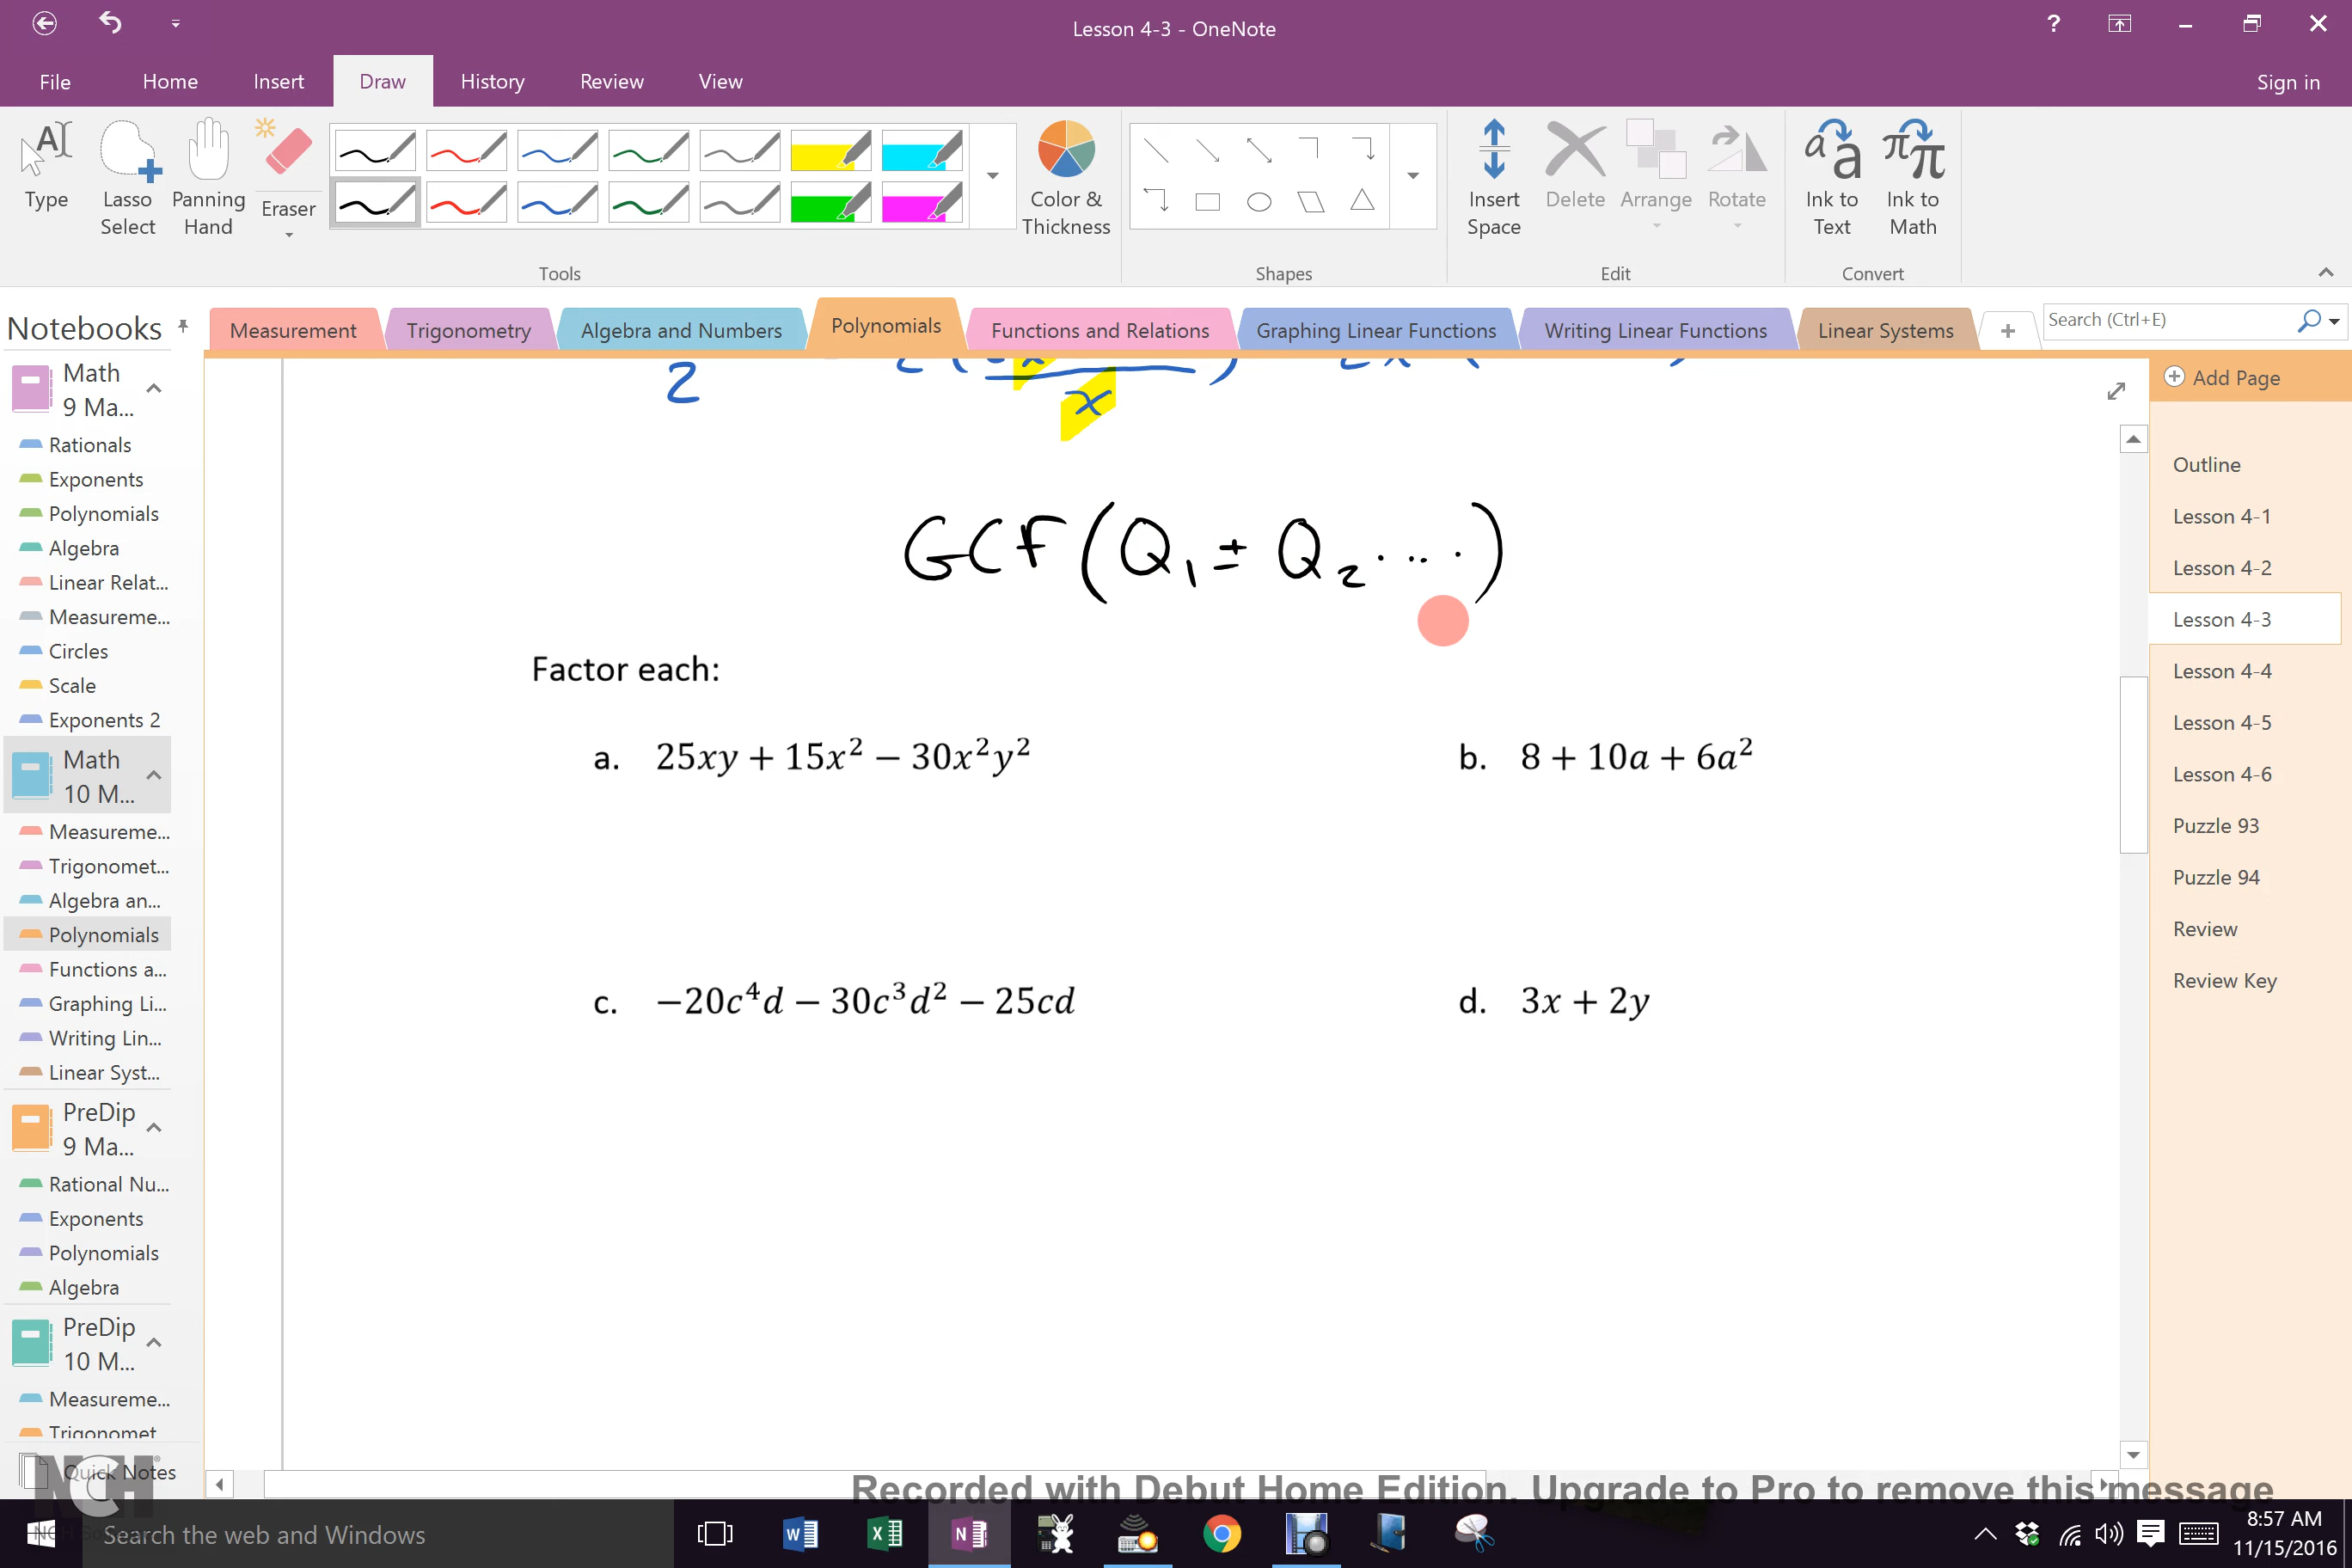 Lesson 4-3 - OneNote
?
File Home Insert Draw History Review View Sign in
Type
Lasso Select
Panning Hand
Eraser
Color & Thickness
Insert Space
Delete
Arrange
Rotate
Ink to Text
Ink to Math
Tools Shapes Edit Convert
Notebooks
Measurement Trigonometry Algebra and Numbers Polynomials Functions and Relations Graphing Linear Functions Writing Linear Functions Linear Systems +
Search (Ctrl+E)
Math
9 Ma...
Rationals
Exponents
Polynomials
Algebra
Linear Relat...
Measureme...
Circles
Scale
Exponents 2
Math
10 M...
Measureme...
Trigonomet...
Algebra an...
Polynomials
Functions a...
Graphing Li...
Writing Lin...
Linear Syst...
PreDip
9 Ma...
Rational Nu...
Exponents
Polynomials
Algebra
PreDip
10 M...
Measureme...
Trigonomet
Quick Notes
2
x
GCF(Q₁ ± Q₂ ....)
Factor each:
a. 25xy + 15x² − 30x²y²
b. 8 + 10a + 6a²
c. −20c⁴d − 30c³d² − 25cd
d. 3x + 2y
Add Page
Outline
Lesson 4-1
Lesson 4-2
Lesson 4-3
Lesson 4-4
Lesson 4-5
Lesson 4-6
Puzzle 93
Puzzle 94
Review
Review Key
NCH
Recorded with Debut Home Edition. Upgrade to Pro to remove this message
Search the web and Windows
8:57 AM
11/15/2016